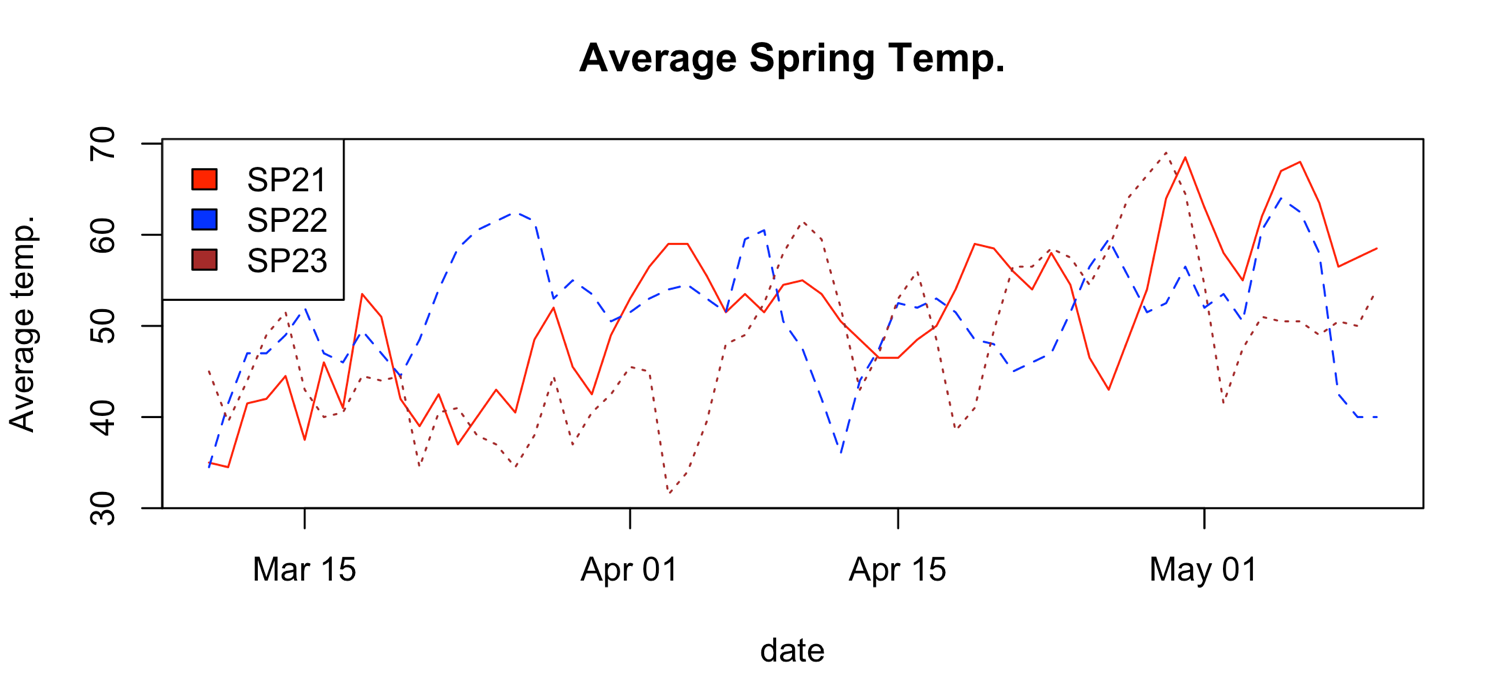 Average Spring Temp.
Average temp.
70
60
50
40
30
SP21
SP22
SP23
Mar 15
Apr 01
Apr 15
May 01
date